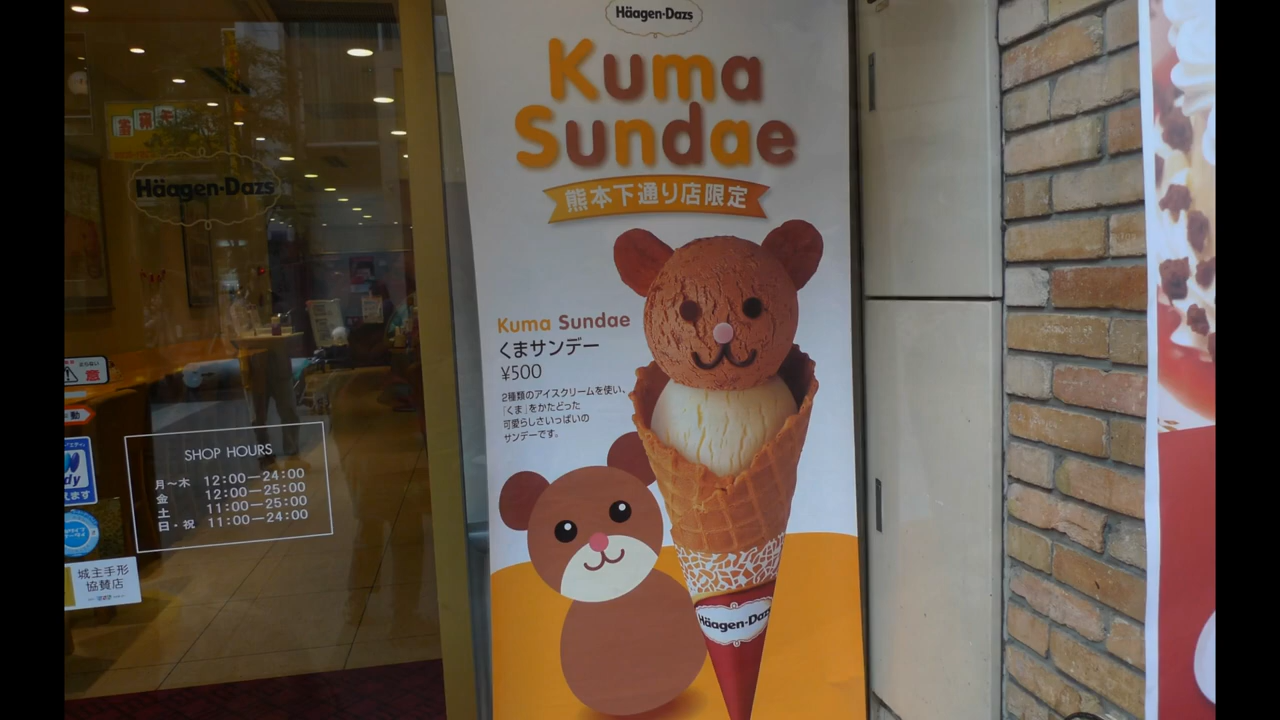 Häagen-Dazs
Kuma
Sundae
熊本下通り店限定
Kuma Sundae
くまサンデー
¥500
2種類のアイスクリームを使い、
「くま」をかたどった
可愛らしさいっぱいの
サンデーです。
Häagen-Dazs
Häagen-Dazs
SHOP HOURS
月〜木 12:00—24:00
金 12:00—25:00
土 11:00—25:00
日・祝 11:00—24:00
城主手形
協賛店